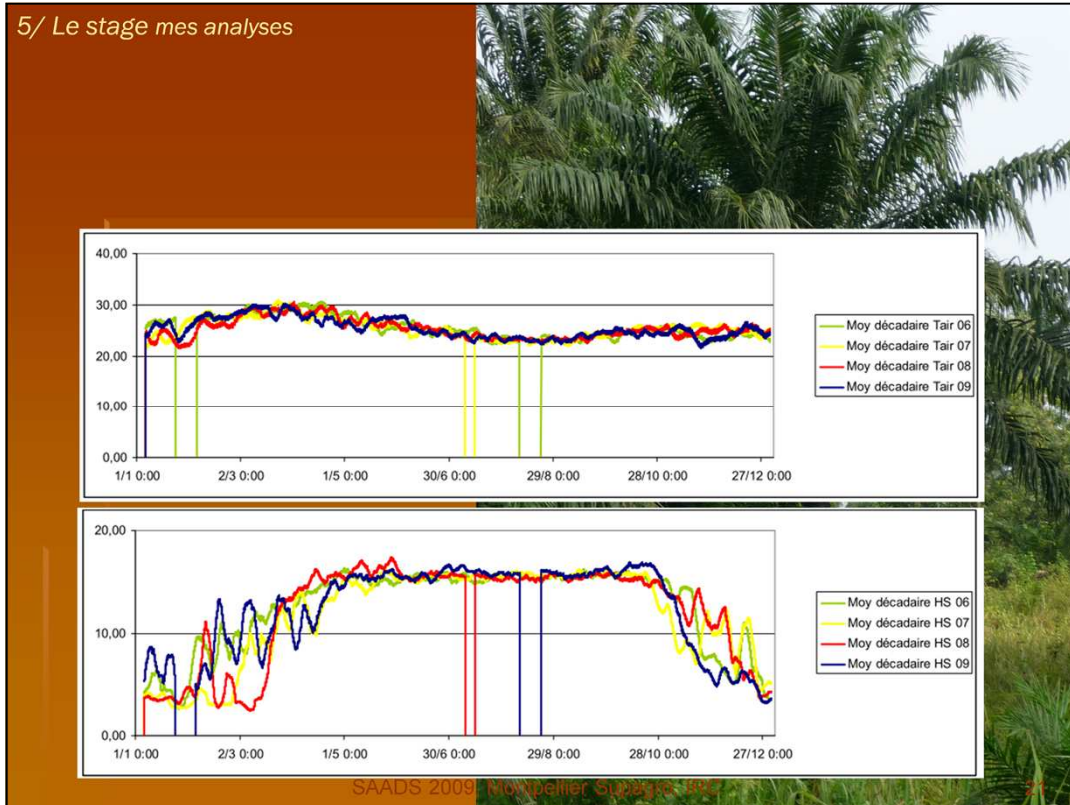 5/ Le stage mes analyses
40,00
30,00
20,00
10,00
0,00
1/1 0:00 2/3 0:00 1/5 0:00 30/6 0:00 29/8 0:00 28/10 0:00 27/12 0:00
Moy décadaire Tair 06
Moy décadaire Tair 07
Moy décadaire Tair 08
Moy décadaire Tair 09
20,00
10,00
0,00
1/1 0:00 2/3 0:00 1/5 0:00 30/6 0:00 29/8 0:00 28/10 0:00 27/12 0:00
Moy décadaire HS 06
Moy décadaire HS 07
Moy décadaire HS 08
Moy décadaire HS 09
SAADS 2009, Montpellier Supagro, IRC 21